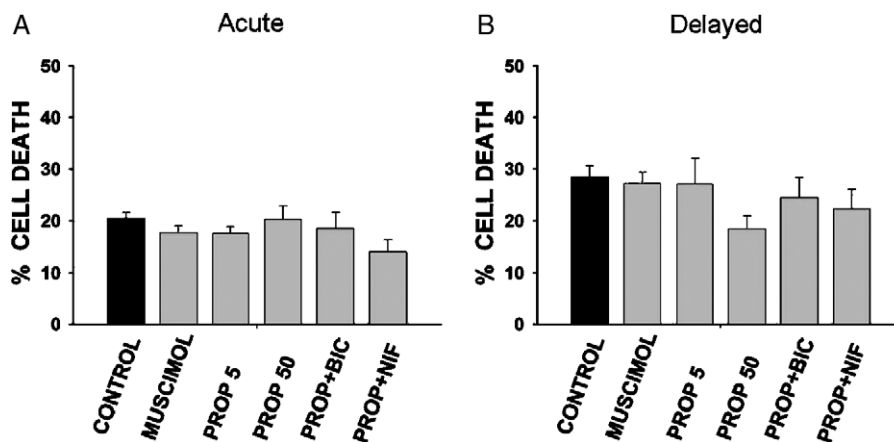 A
Acute
% CELL DEATH
50
40
30
20
10
0
CONTROL
MUSCIMOL
PROP 5
PROP 50
PROP+BIC
PROP+NIF
B
Delayed
% CELL DEATH
50
40
30
20
10
0
CONTROL
MUSCIMOL
PROP 5
PROP 50
PROP+BIC
PROP+NIF